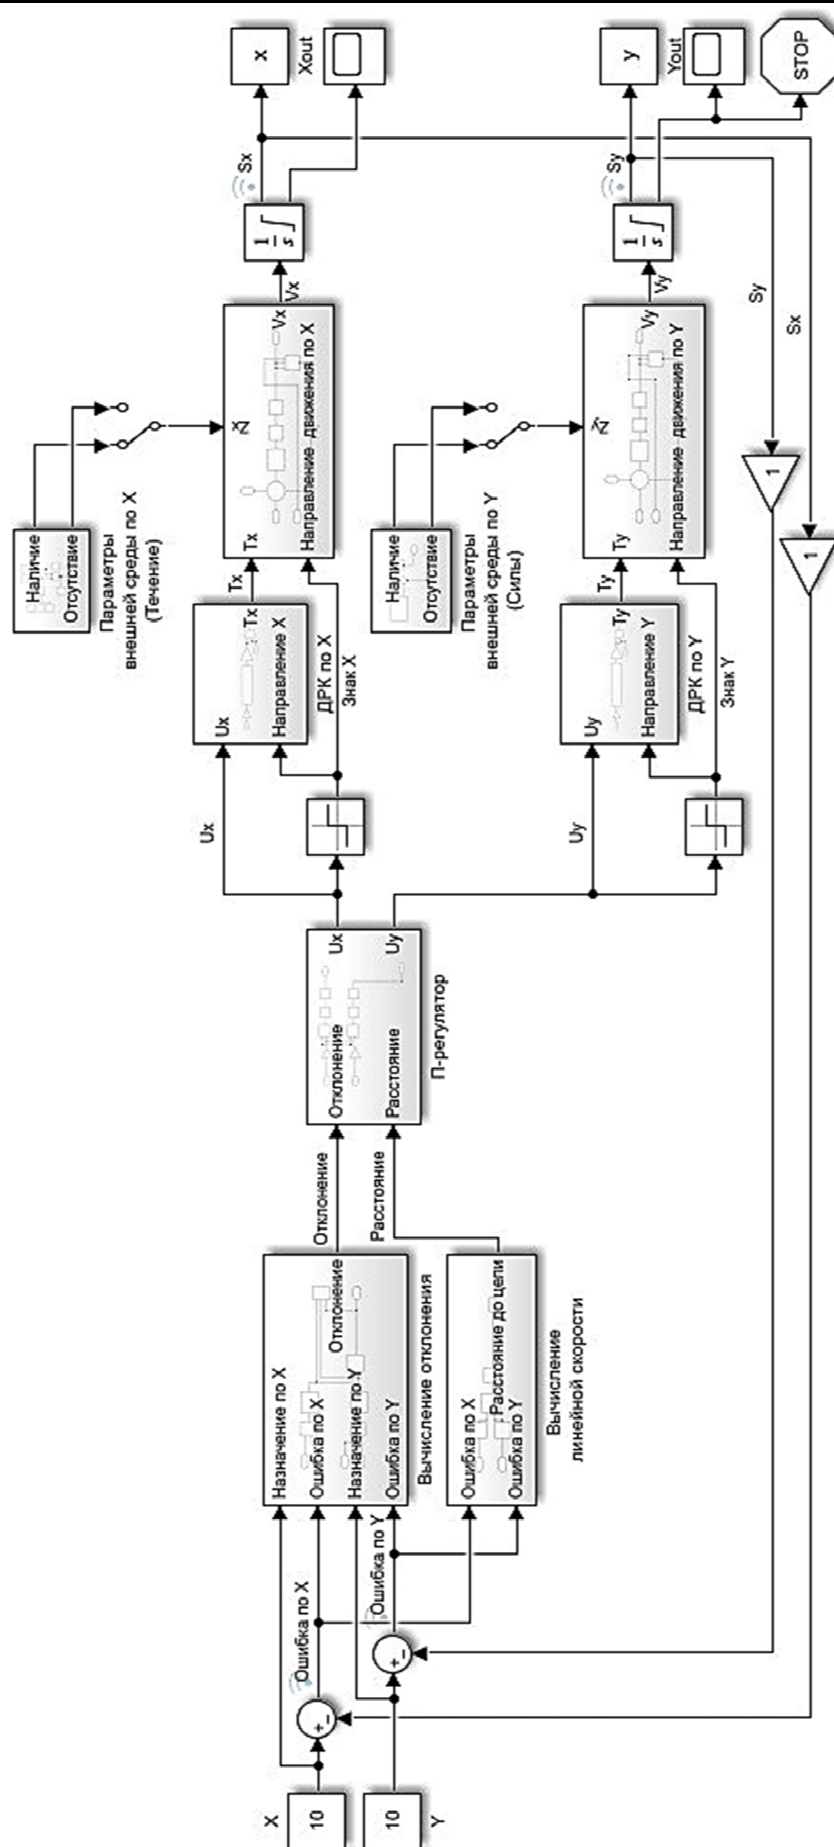 X
10
10
Y
Ошибка по X
Ошибка по Y
Назначение по X
Ошибка по X
Назначение по Y
Ошибка по Y
Отклонение
Вычисление отклонения
Ошибка по X
Ошибка по Y
Расстояние до цели
Вычисление
линейной скорости
Отклонение
Расстояние
Отклонение
Расстояние
Ux
Uy
П-регулятор
Ux
Uy
Ux
Направление X
Tx
ДРК по X
Знак X
Uy
Направление Y
Ty
ДРК по Y
Знак Y
Наличие
Отсутствие
Параметры
внешней среды по X
(Течение)
Наличие
Отсутствие
Параметры
внешней среды по Y
(Силы)
Tx
Tx
Zx
Направление движения по X
Vx
Vx
Ty
Ty
Zy
Направление движения по Y
Vy
Vy
1
s
1
s
Sx
Sy
x
Xout
y
Yout
STOP
Sy
Sx
1
1